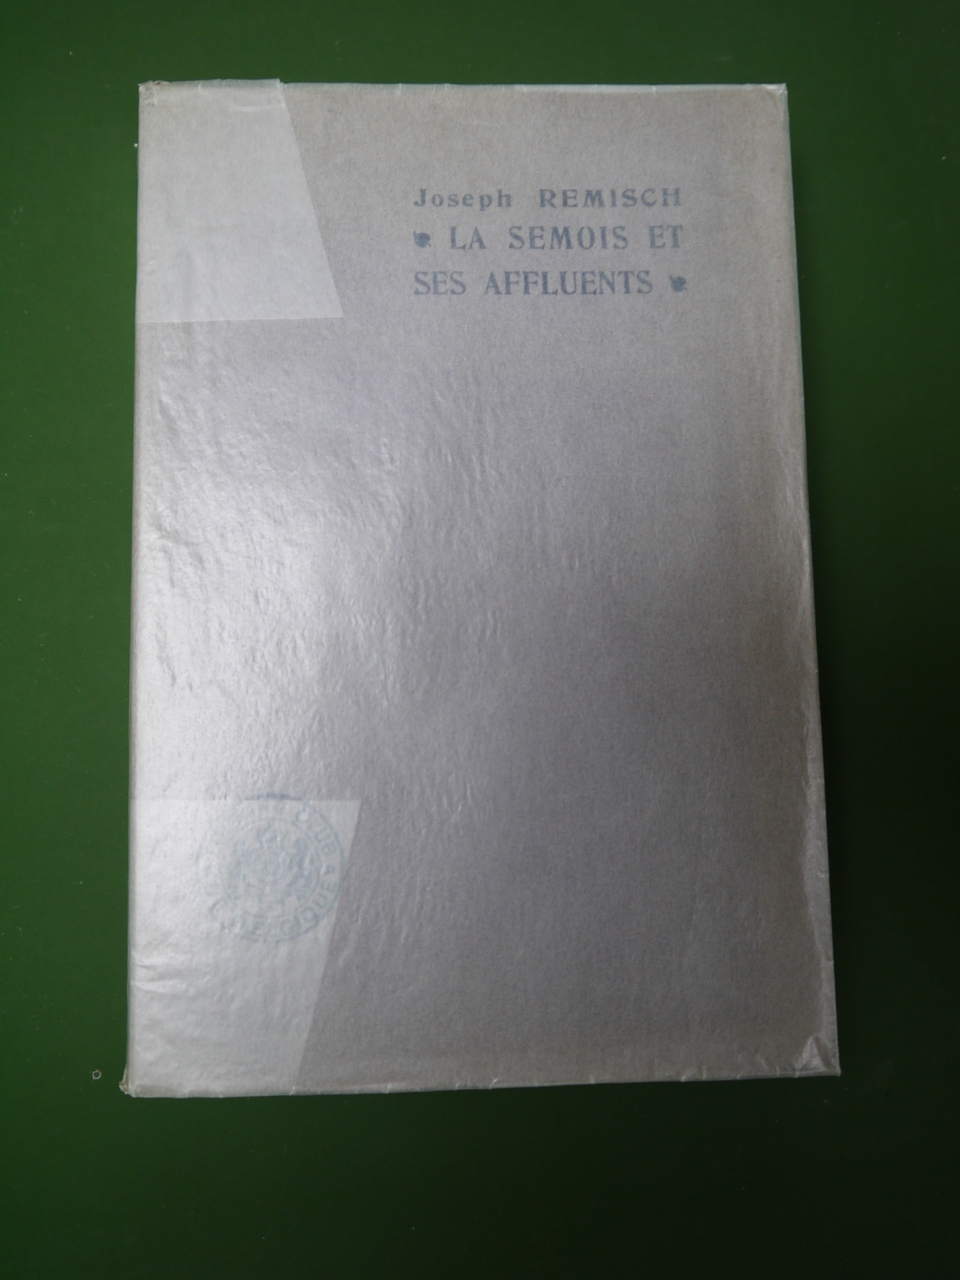 Joseph REMISCH
LA SEMOIS ET
SES AFFLUENTS